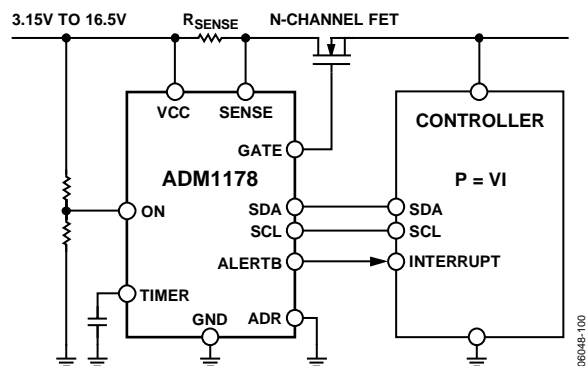 3.15V TO 16.5V
RSENSE
N-CHANNEL FET
VCC
SENSE
CONTROLLER
GATE
ADM1178
P = VI
ON
SDA
SDA
SCL
SCL
ALERTB
INTERRUPT
TIMER
GND
ADR
06048-100